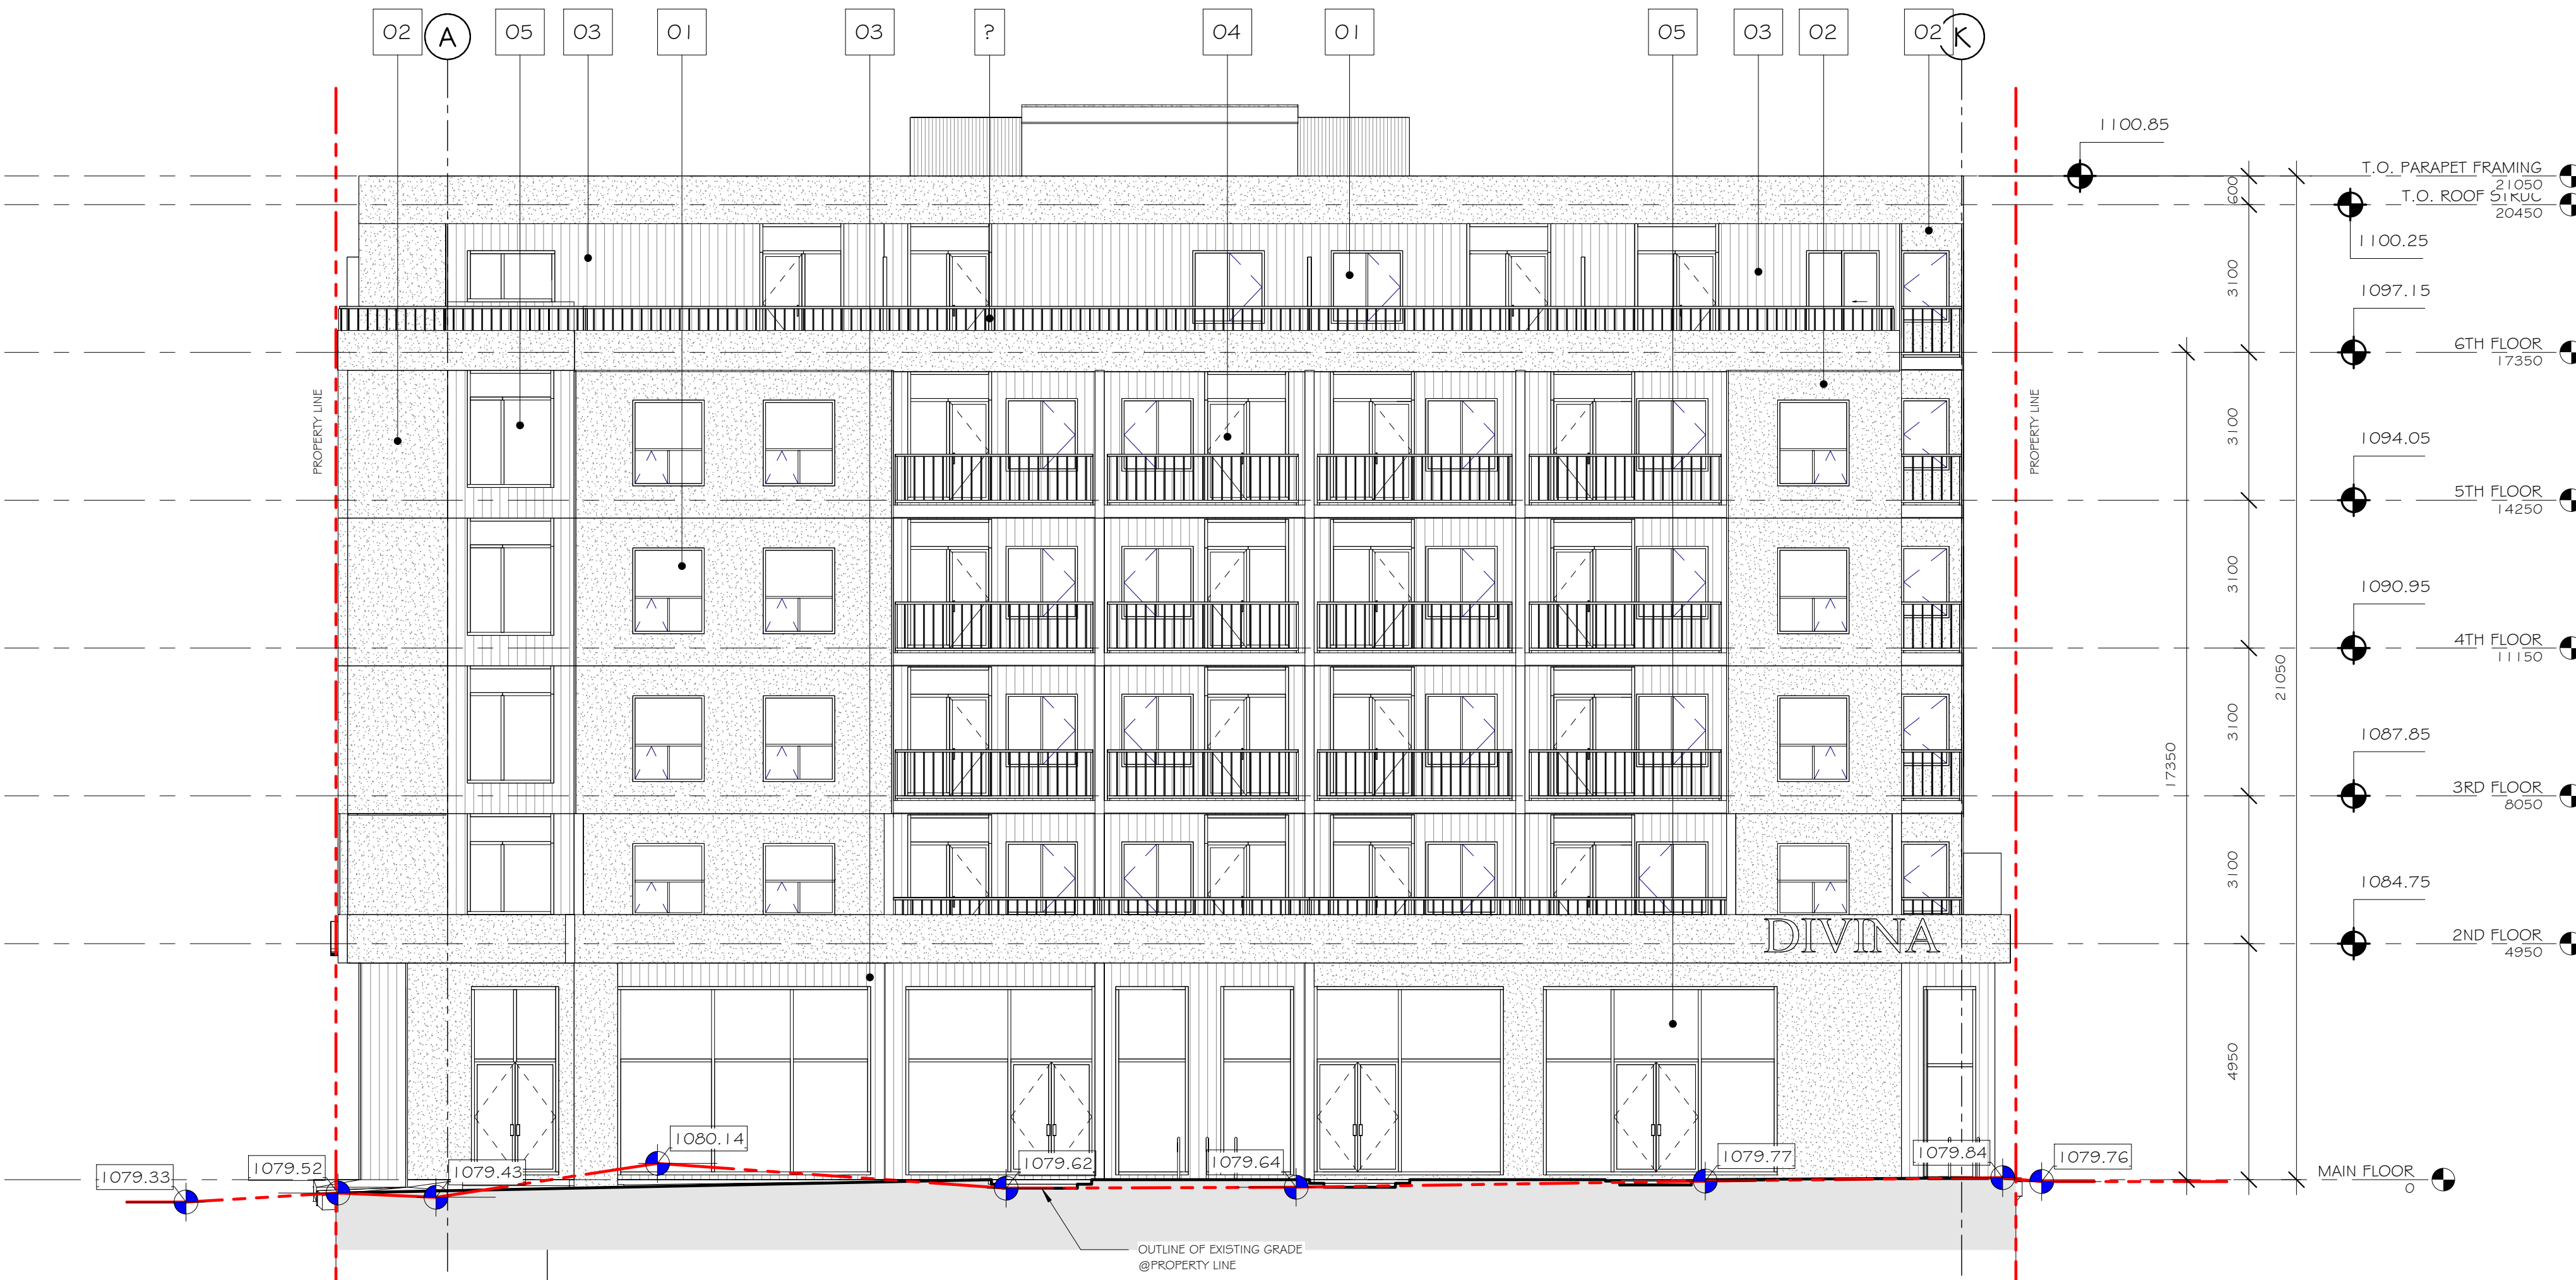 02 A 05 03 01 03 ? 04 01 05 03 02 02 K
1100.85
T.O. PARAPET FRAMING
21050
600
T.O. ROOF STRUC
20450
1100.25
3100
1097.15
6TH FLOOR
17350
PROPERTY LINE
PROPERTY LINE
3100
1094.05
5TH FLOOR
14250
3100
1090.95
4TH FLOOR
11150
21050
17350
3100
1087.85
3RD FLOOR
8050
3100
1084.75
DIVINA
2ND FLOOR
4950
4950
1080.14
1079.33
1079.52
1079.43
1079.62
1079.64
1079.77
1079.84
1079.76
MAIN FLOOR
0
OUTLINE OF EXISTING GRADE
@PROPERTY LINE